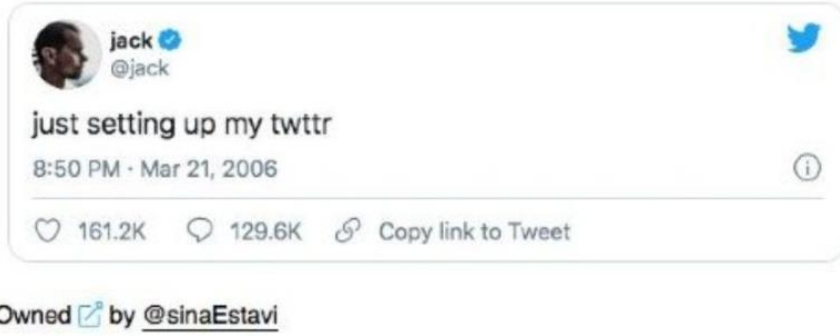 jack
@jack
just setting up my twttr
8:50 PM · Mar 21, 2006
161.2K 129.6K Copy link to Tweet
Owned by @sinaEstavi